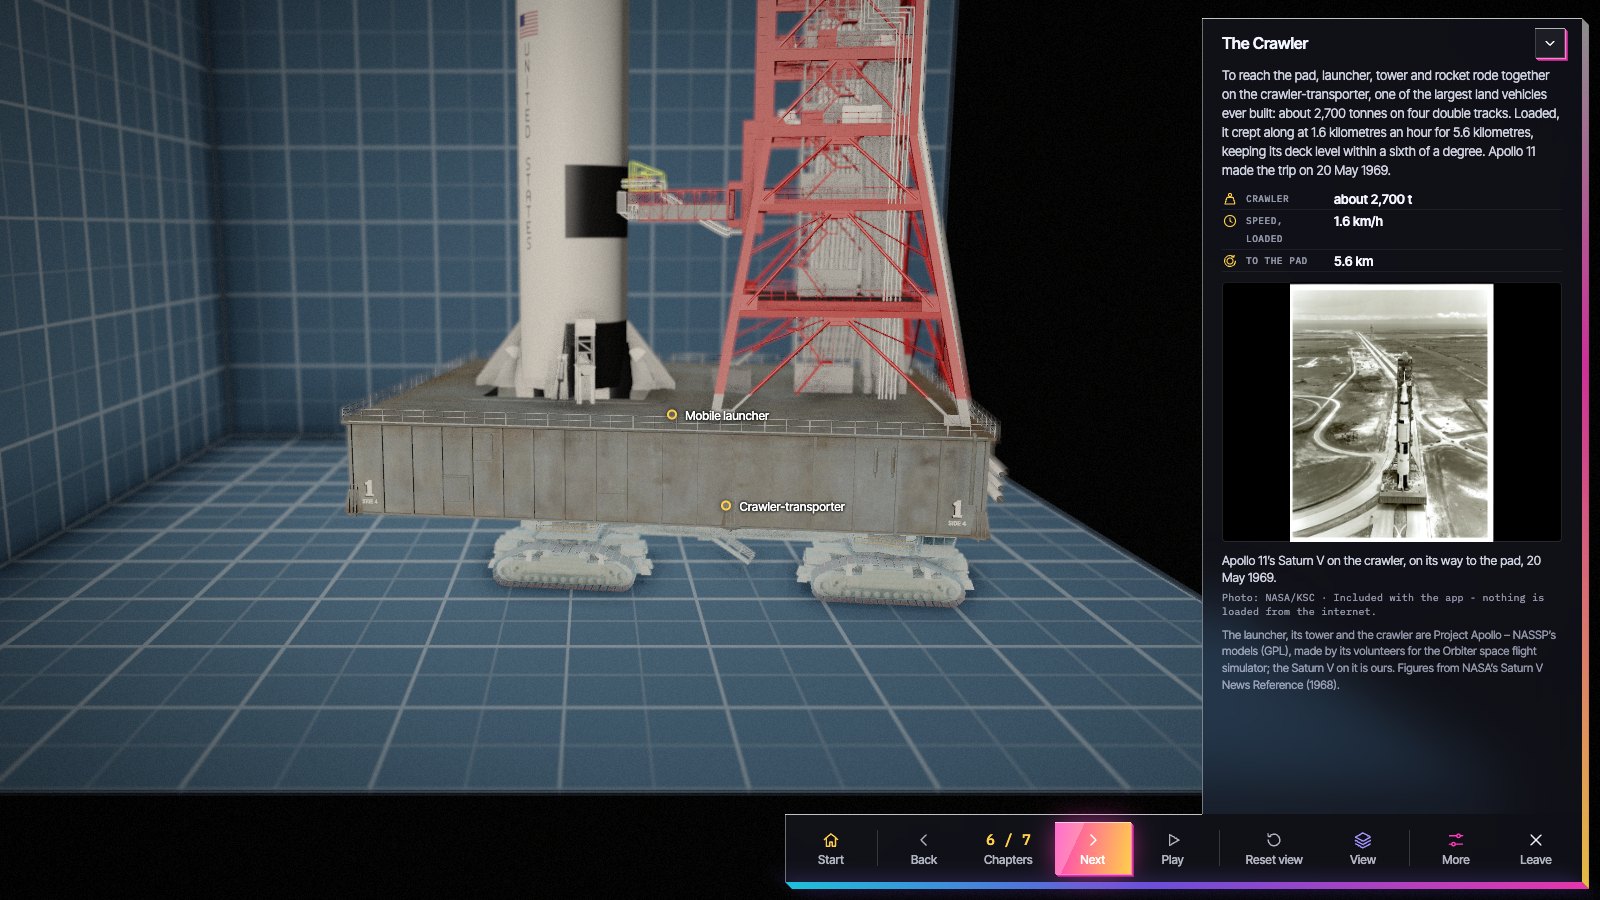 UNITED STATES
Mobile launcher
Crawler-transporter
1
SIDE 4
1
SIDE 4
The Crawler
To reach the pad, launcher, tower and rocket rode together
on the crawler-transporter, one of the largest land vehicles
ever built: about 2,700 tonnes on four double tracks. Loaded,
it crept along at 1.6 kilometres an hour for 5.6 kilometres,
keeping its deck level within a sixth of a degree. Apollo 11
made the trip on 20 May 1969.
CRAWLER about 2,700 t
SPEED, 1.6 km/h
LOADED
TO THE PAD 5.6 km
Apollo 11's Saturn V on the crawler, on its way to the pad, 20
May 1969.
Photo: NASA/KSC · Included with the app - nothing is
loaded from the internet.
The launcher, its tower and the crawler are Project Apollo – NASSP's
models (GPL), made by its volunteers for the Orbiter space flight
simulator; the Saturn V on it is ours. Figures from NASA's Saturn V
News Reference (1968).
Start
Back
6 / 7
Chapters
Next
Play
Reset view
View
More
Leave